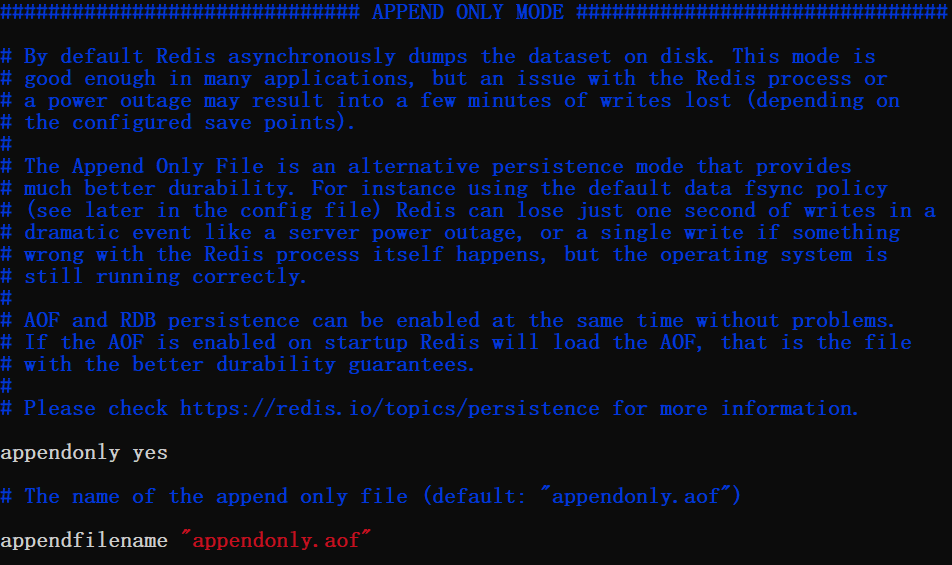 ############################## APPEND ONLY MODE ###############################
# By default Redis asynchronously dumps the dataset on disk. This mode is
# good enough in many applications, but an issue with the Redis process or
# a power outage may result into a few minutes of writes lost (depending on
# the configured save points).
#
# The Append Only File is an alternative persistence mode that provides
# much better durability. For instance using the default data fsync policy
# (see later in the config file) Redis can lose just one second of writes in a
# dramatic event like a server power outage, or a single write if something
# wrong with the Redis process itself happens, but the operating system is
# still running correctly.
#
# AOF and RDB persistence can be enabled at the same time without problems.
# If the AOF is enabled on startup Redis will load the AOF, that is the file
# with the better durability guarantees.
#
# Please check https://redis.io/topics/persistence for more information.
appendonly yes
# The name of the append only file (default: "appendonly.aof")
appendfilename "appendonly.aof"